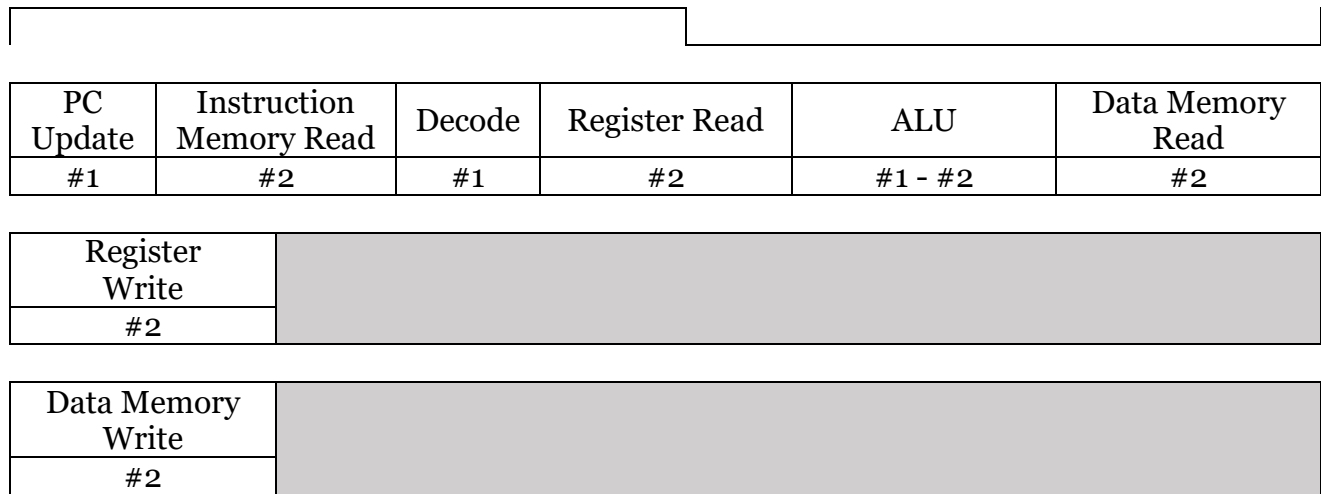 PC Update
Instruction Memory Read
Decode
Register Read
ALU
Data Memory Read
#1
#2
#1
#2
#1 - #2
#2
Register Write
#2
Data Memory Write
#2